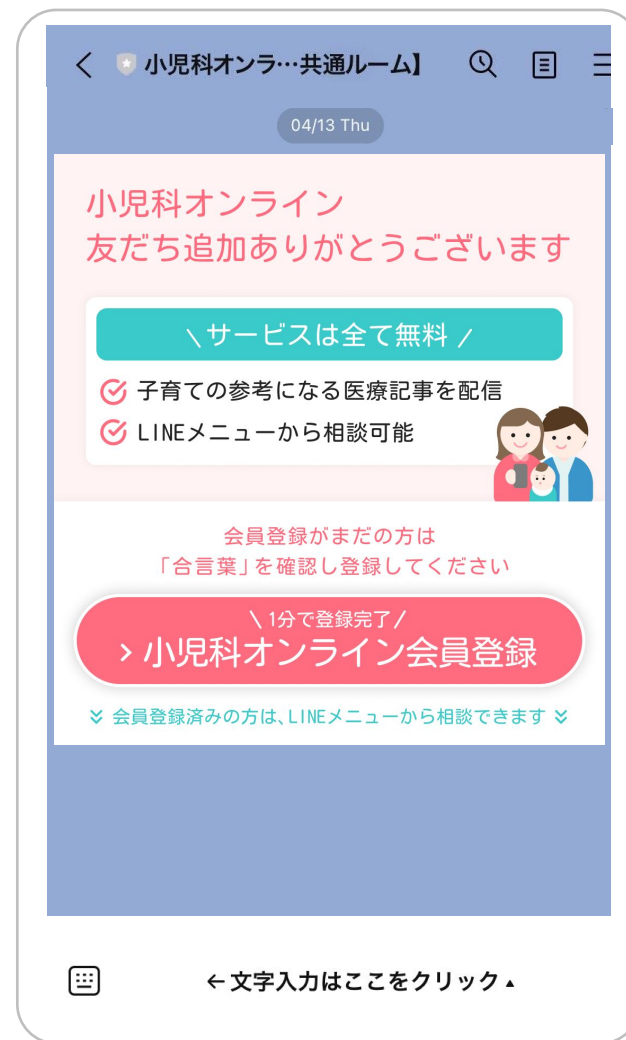 小児科オンラ…共通ルーム】
04/13 Thu
小児科オンライン
友だち追加ありがとうございます
\ サービスは全て無料 /
子育ての参考になる医療記事を配信
LINEメニューから相談可能
会員登録がまだの方は
「合言葉」を確認し登録してください
\ 1分で登録完了 /
› 小児科オンライン会員登録
会員登録済みの方は、LINEメニューから相談できます
←文字入力はここをクリック▲